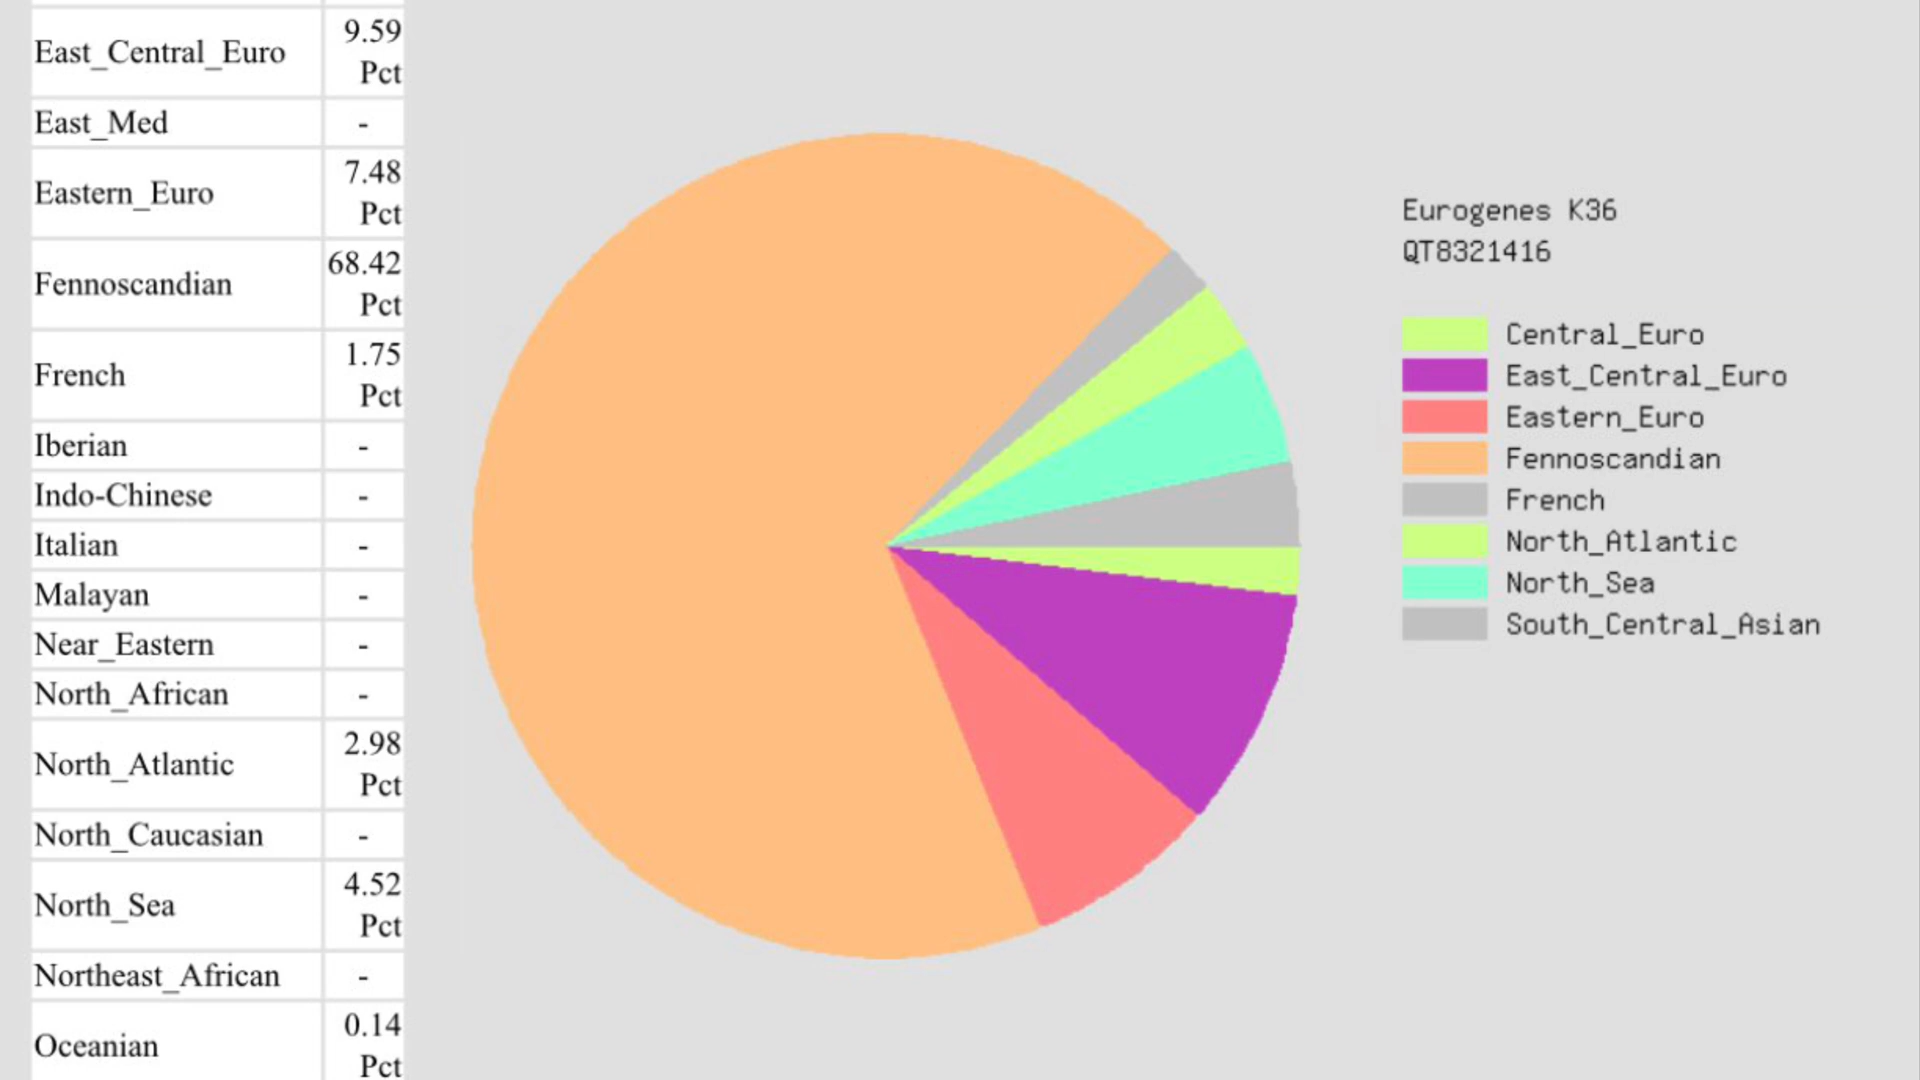 East_Central_Euro 9.59 Pct
East_Med -
Eastern_Euro 7.48 Pct
Fennoscandian 68.42 Pct
French 1.75 Pct
Iberian -
Indo-Chinese -
Italian -
Malayan -
Near_Eastern -
North_African -
North_Atlantic 2.98 Pct
North_Caucasian -
North_Sea 4.52 Pct
Northeast_African -
Oceanian 0.14 Pct
Eurogenes K36
QT8321416
Central_Euro
East_Central_Euro
Eastern_Euro
Fennoscandian
French
North_Atlantic
North_Sea
South_Central_Asian